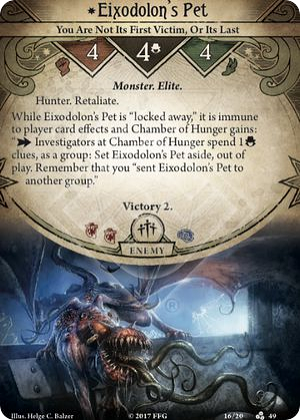 Eixodolon's Pet
You Are Not Its First Victim, Or Its Last
4 4 4
Monster. Elite.
Hunter. Retaliate.
While Eixodolon's Pet is "locked away," it is immune
to player card effects and Chamber of Hunger gains:
Investigators at Chamber of Hunger spend 1
clues, as a group: Set Eixodolon's Pet aside, out of
play. Remember that you "sent Eixodolon's Pet to
another group."
Victory 2.
ENEMY
Illus. Helge C. Balzer
© 2017 FFG
16/20
49